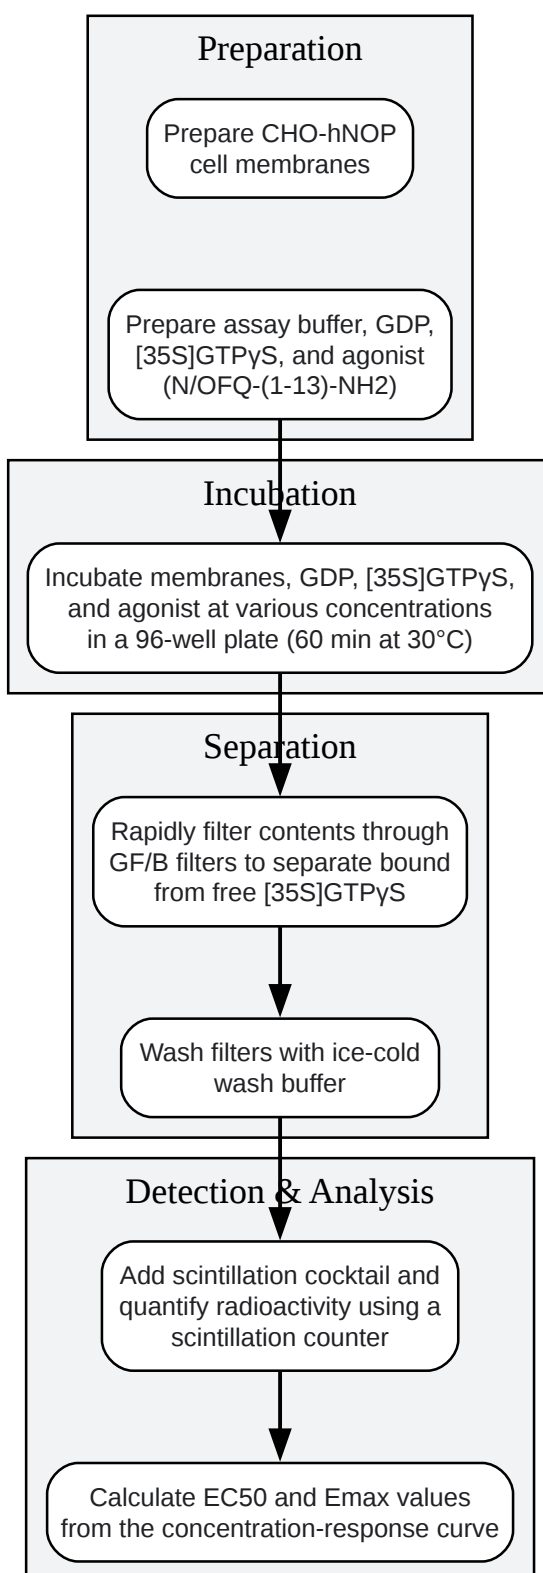 Preparation
Prepare CHO-hNOP
cell membranes
Prepare assay buffer, GDP,
[35S]GTPγS, and agonist
(N/OFQ-(1-13)-NH2)
Incubation
Incubate membranes, GDP, [35S]GTPγS,
and agonist at various concentrations
in a 96-well plate (60 min at 30°C)
Separation
Rapidly filter contents through
GF/B filters to separate bound
from free [35S]GTPγS
Wash filters with ice-cold
wash buffer
Detection & Analysis
Add scintillation cocktail and
quantify radioactivity using a
scintillation counter
Calculate EC50 and Emax values
from the concentration-response curve